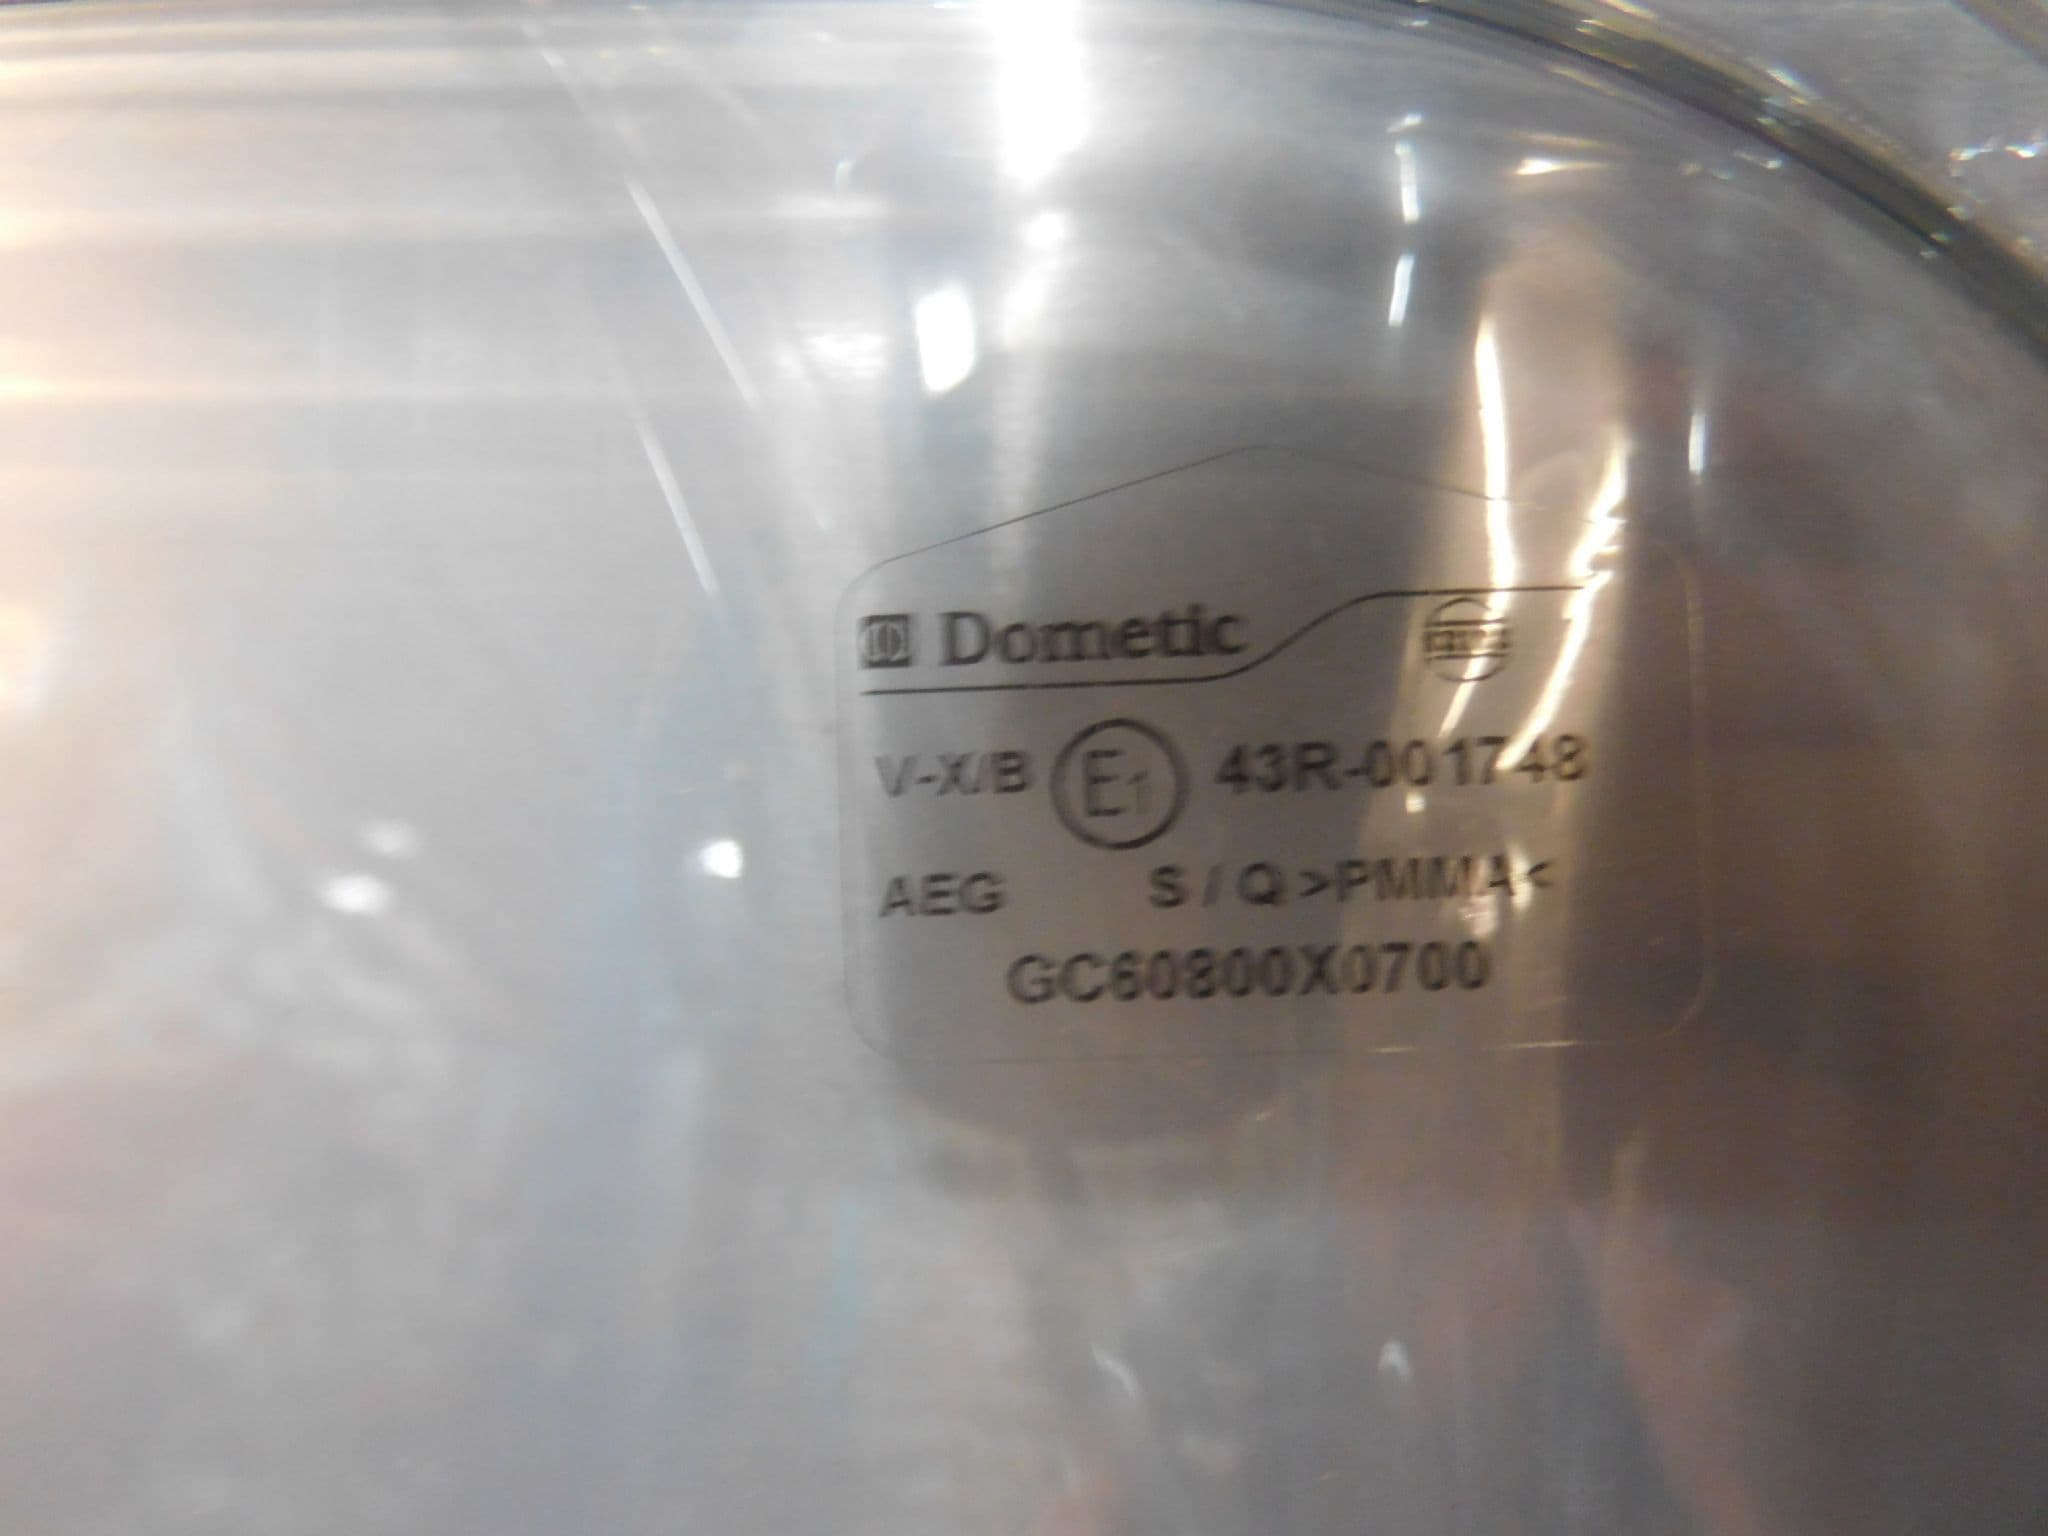 Dometic
V-X/B E1 43R-001748
AEG S / Q >PMMA<
GC60800X0700